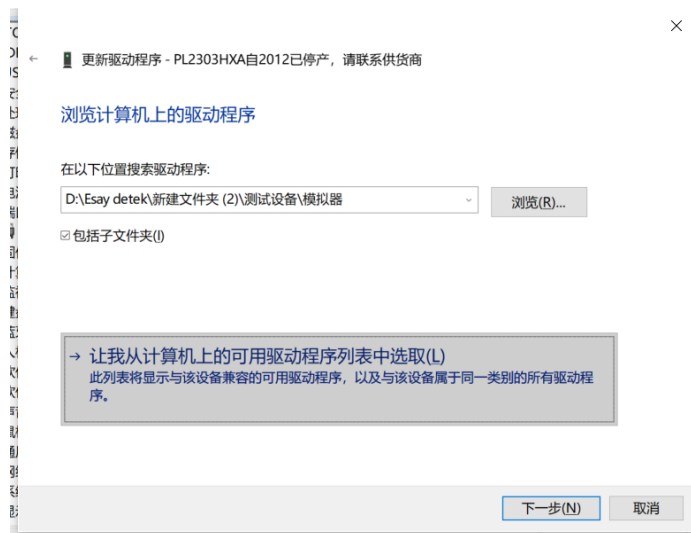 更新驱动程序 - PL2303HXA自2012已停产，请联系供货商
浏览计算机上的驱动程序
在以下位置搜索驱动程序:
D:\Esay detek\新建文件夹 (2)\测试设备\模拟器
浏览(R)...
包括子文件夹(I)
让我从计算机上的可用驱动程序列表中选取(L)
此列表将显示与该设备兼容的可用驱动程序，以及与该设备属于同一类别的所有驱动程
序。
下一步(N)
取消